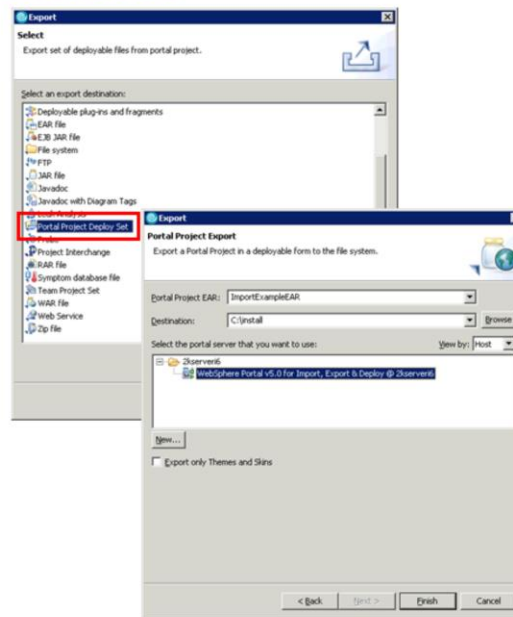 Export
Select
Export set of deployable files from portal project.
Select an export destination:
Deployable plug-ins and fragments
EAR file
EJB JAR file
File system
FTP
JAR file
Javadoc
Javadoc with Diagram Tags
Portal Project Deploy Set
Project Interchange
RAR file
Symptom database file
Team Project Set
WAR file
Web Service
Zip file
Export
Portal Project Export
Export a Portal Project in a deployable form to the file system.
Portal Project EAR: ImportExampleEAR
Destination: C:\install Browse
Select the portal server that you want to use: View by: Host
2kserveri6
WebSphere Portal v5.0 for Import, Export & Deploy @ 2kserveri6
New...
Export only Themes and Skins
< Back Next > Finish Cancel